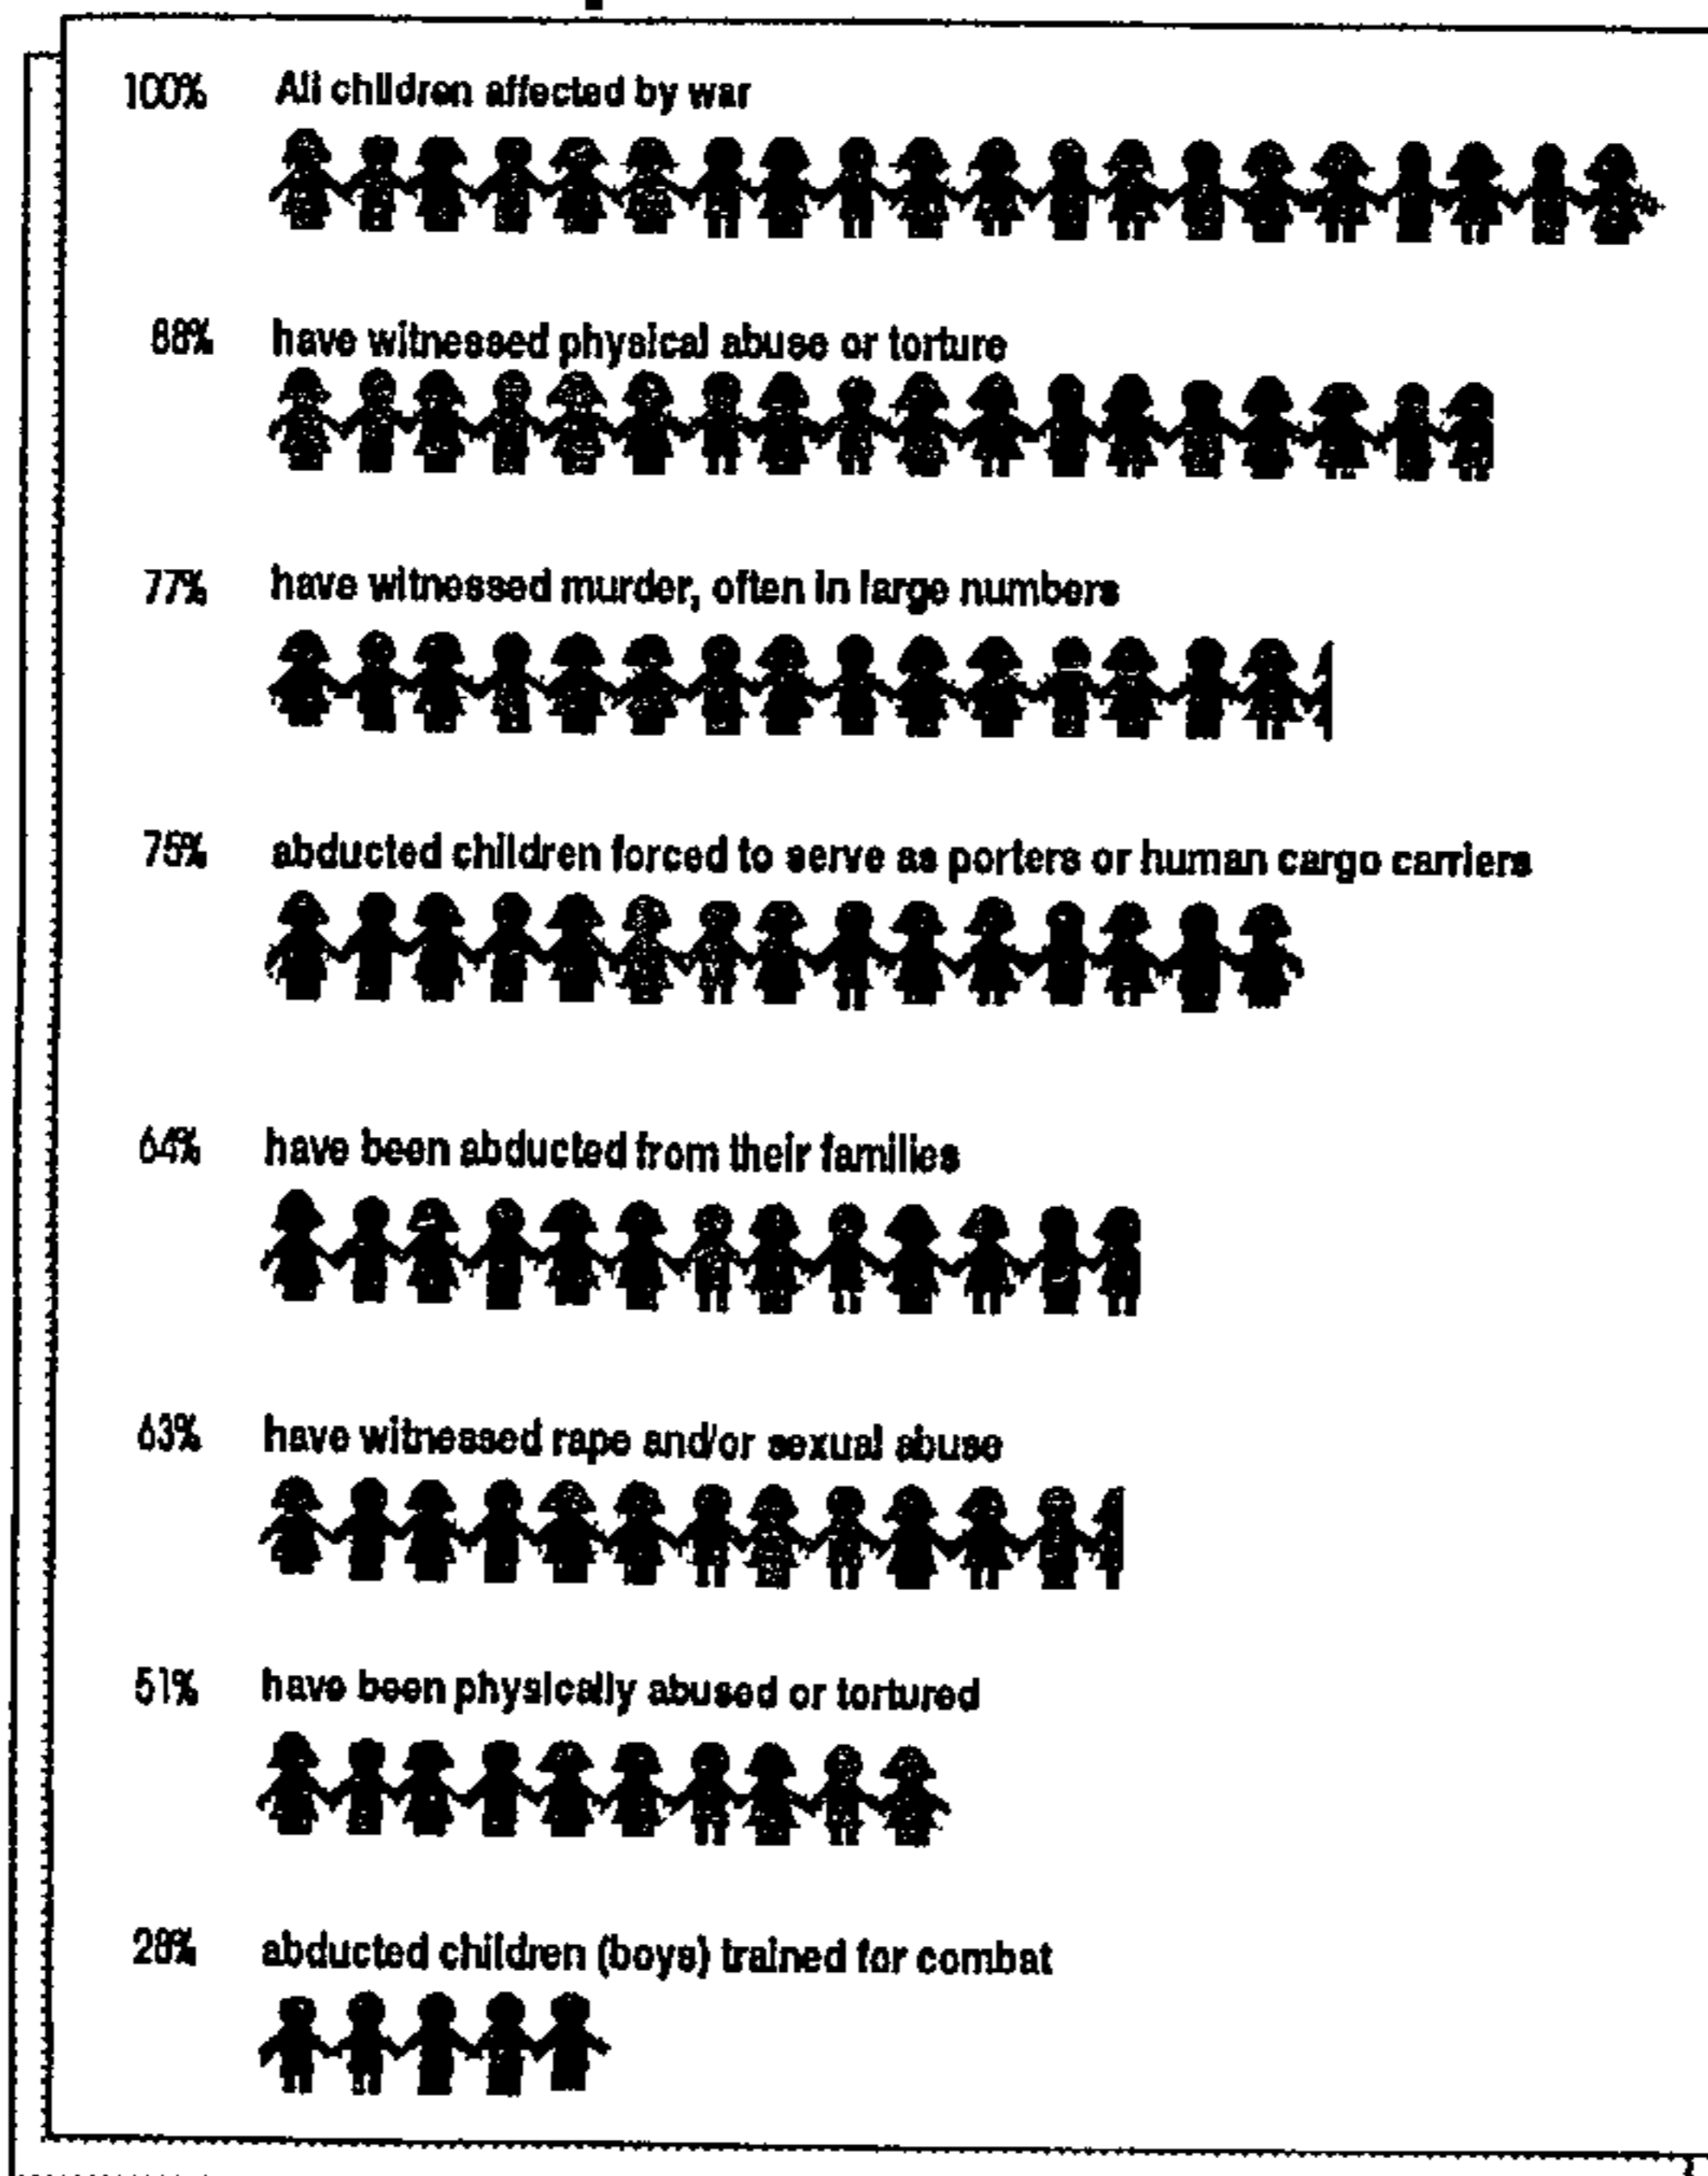 100% All children affected by war
88% have witnessed physical abuse or torture
77% have witnessed murder, often in large numbers
75% abducted children forced to serve as porters or human cargo carriers
64% have been abducted from their families
63% have witnessed rape and/or sexual abuse
51% have been physically abused or tortured
28% abducted children (boys) trained for combat